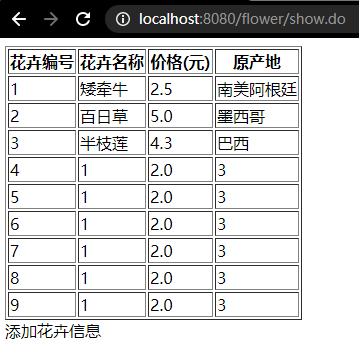 localhost:8080/flower/show.do
花卉编号 花卉名称 价格(元) 原产地
1 矮牵牛 2.5 南美阿根廷
2 百日草 5.0 墨西哥
3 半枝莲 4.3 巴西
4 1 2.0 3
5 1 2.0 3
6 1 2.0 3
7 1 2.0 3
8 1 2.0 3
9 1 2.0 3
添加花卉信息